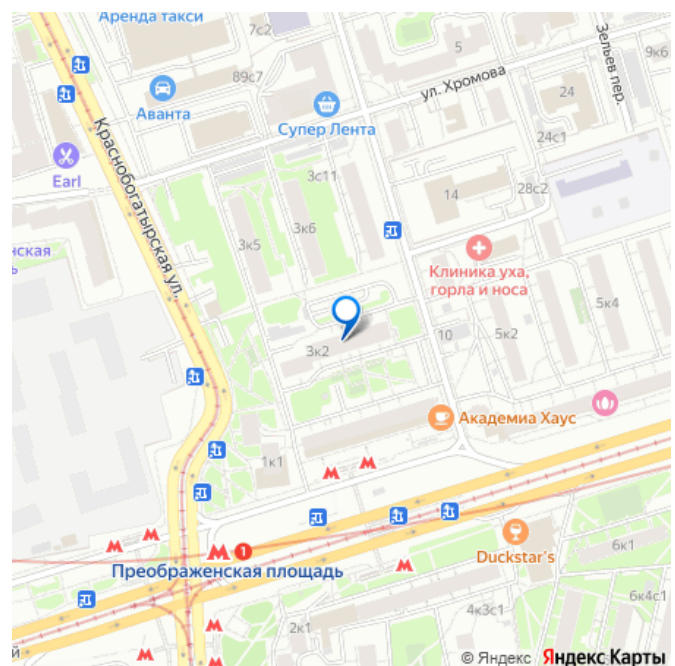 Аренда такси
7с2
5
9к6
Зельев пер.
89с7
Аванта
ул. Хромова
24
Супер Лента
Краснобогатырская ул.
24с1
Earl
3с11
28с2
14
3к6
нская
ь
3к5
Клиника уха,
горла и носа
5к4
10
5к2
3к2
Академиа Хаус
1к1
1
Преображенская площадь
Duckstar's
6к1
6к4с1
4к3с1
2к1
ий
© Яндекс Яндекс Карты